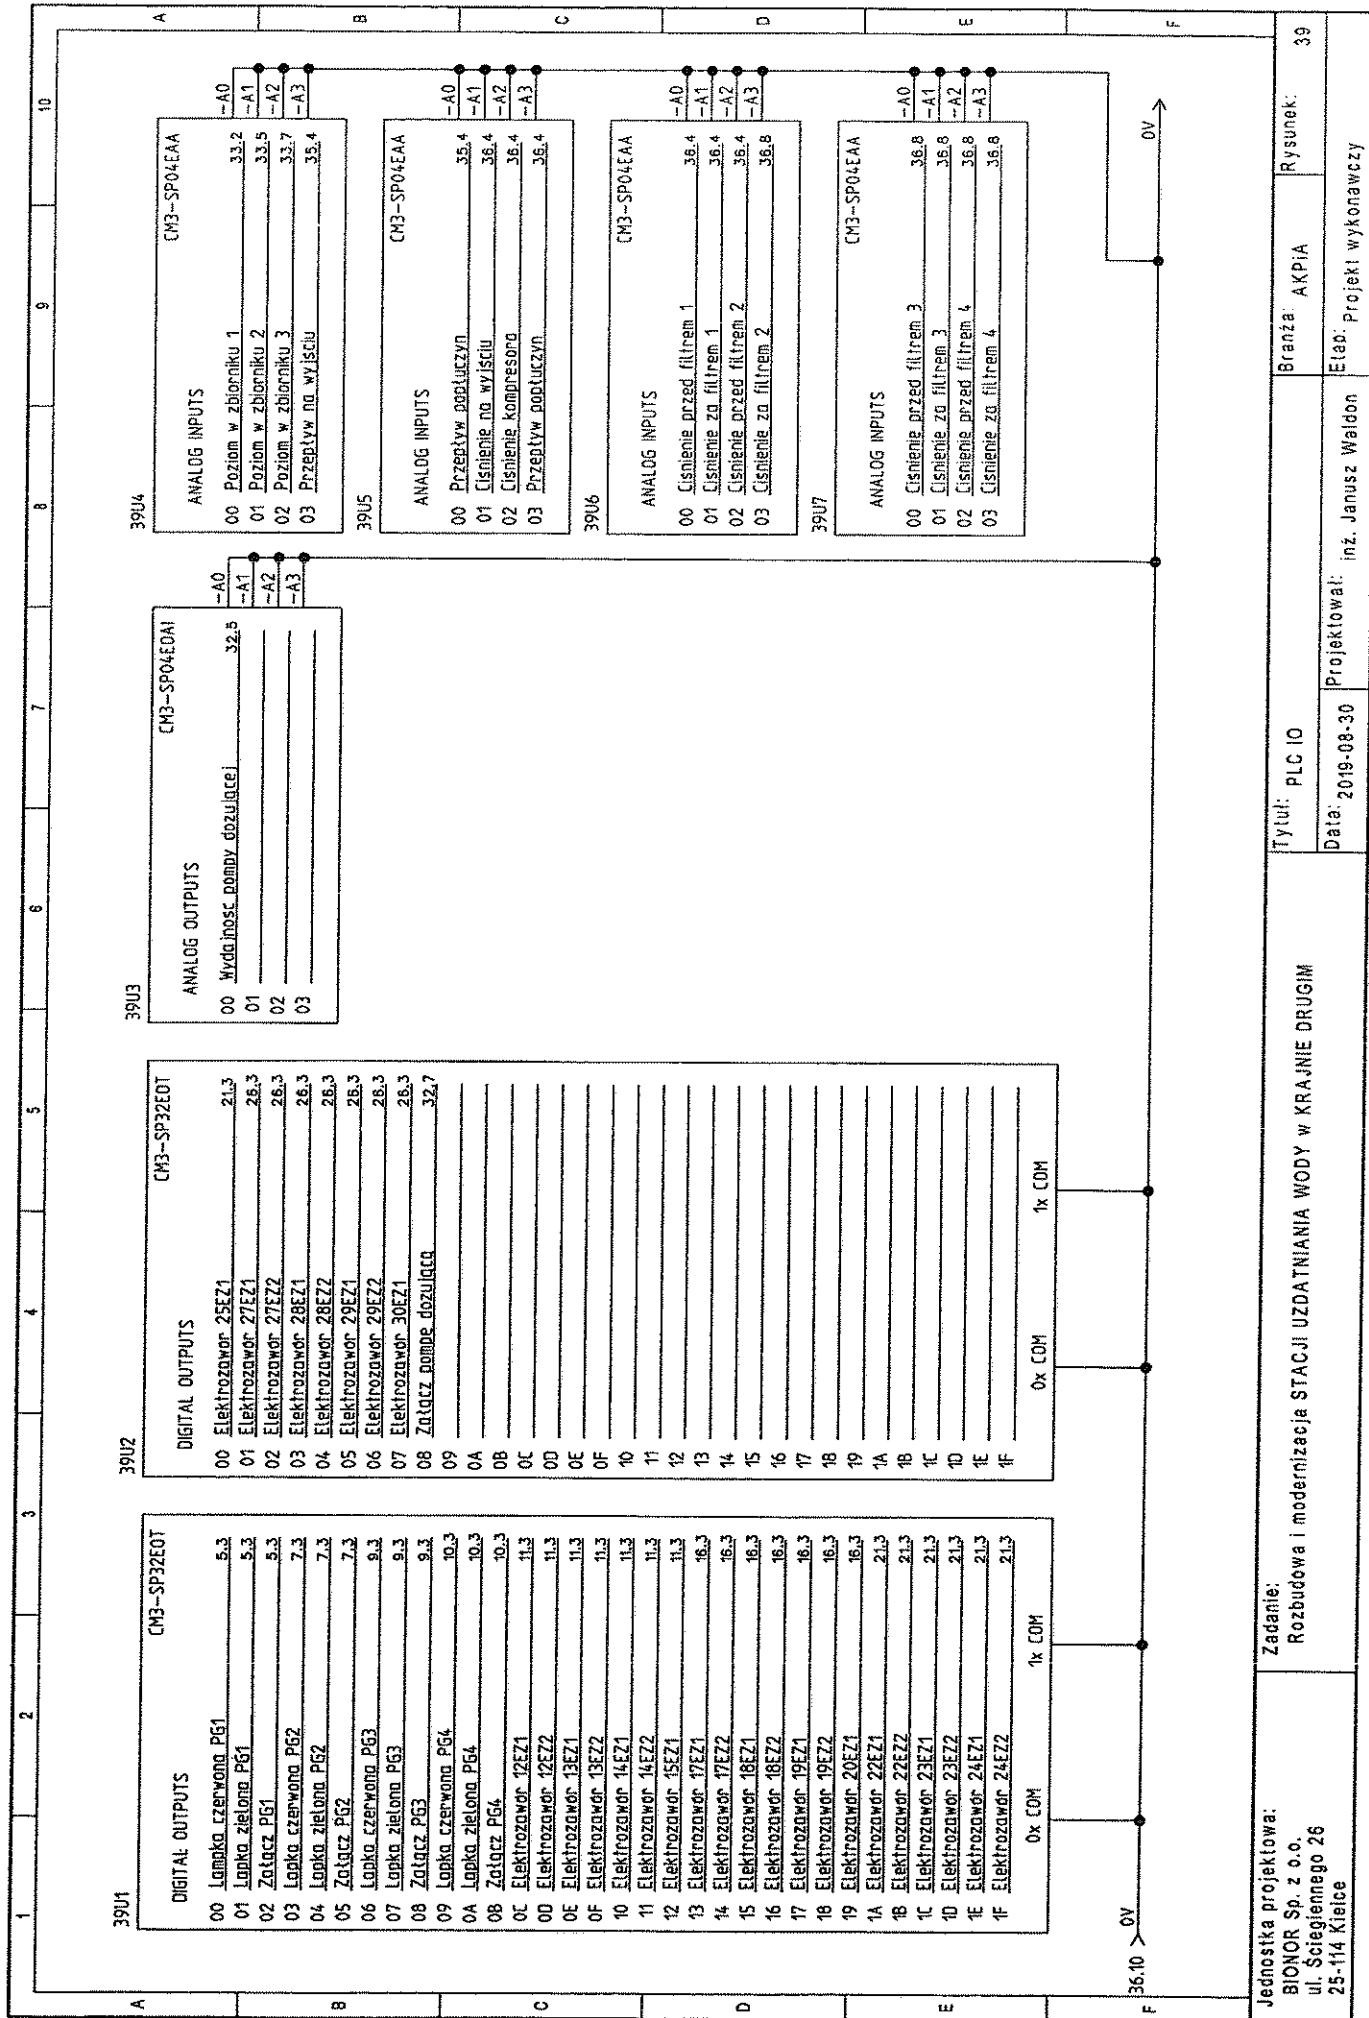 1 2 3 4 5 6 7 8 9 10
A
B
C
D
E
F
39U1
CM3-SP32EOT
DIGITAL OUTPUTS
00 Lampka czerwona PG1 5.3
01 Lapka zielona PG1 5.3
02 Załącz PG1 5.3
03 Lapka czerwona PG2 7.3
04 Lapka zielona PG2 7.3
05 Załącz PG2 7.3
06 Lapka czerwona PG3 9.3
07 Lapka zielona PG3 9.3
08 Załącz PG3 9.3
09 Lapka czerwona PG4 10.3
0A Lapka zielona PG4 10.3
0B Załącz PG4 10.3
0C Elektrozawór 12EZ1 11.3
0D Elektrozawór 12EZ2 11.3
0E Elektrozawór 13EZ1 11.3
0F Elektrozawór 13EZ2 11.3
10 Elektrozawór 14EZ1 11.3
11 Elektrozawór 14EZ2 11.3
12 Elektrozawór 15EZ1 11.3
13 Elektrozawór 17EZ1 16.3
14 Elektrozawór 17EZ2 16.3
15 Elektrozawór 18EZ1 16.3
16 Elektrozawór 18EZ2 16.3
17 Elektrozawór 19EZ1 16.3
18 Elektrozawór 19EZ2 16.3
19 Elektrozawór 20EZ1 16.3
1A Elektrozawór 22EZ1 21.3
1B Elektrozawór 22EZ2 21.3
1C Elektrozawór 23EZ1 21.3
1D Elektrozawór 23EZ2 21.3
1E Elektrozawór 24EZ1 21.3
1F Elektrozawór 24EZ2 21.3
0x COM 1x COM
39U2
CM3-SP32EOT
DIGITAL OUTPUTS
00 Elektrozawór 25EZ1 21.3
01 Elektrozawór 27EZ1 26.3
02 Elektrozawór 27EZ2 26.3
03 Elektrozawór 28EZ1 26.3
04 Elektrozawór 28EZ2 26.3
05 Elektrozawór 29EZ1 26.3
06 Elektrozawór 29EZ2 26.3
07 Elektrozawór 30EZ1 26.3
08 Załącz pompę dozującą 32.7
09
0A
0B
0C
0D
0E
0F
10
11
12
13
14
15
16
17
18
19
1A
1B
1C
1D
1E
1F
0x COM 1x COM
39U3
CM3-SP04EOAI
ANALOG OUTPUTS
00 Wydajność pompy dozującej 32.5 -A0
01 -A1
02 -A2
03 -A3
39U4
CM3-SP04EAA
ANALOG INPUTS
00 Poziom w zbiorniku 1 33.2 -A0
01 Poziom w zbiorniku 2 33.5 -A1
02 Poziom w zbiorniku 3 33.7 -A2
03 Przepływ na wyjściu 35.4 -A3
39U5
CM3-SP04EAA
ANALOG INPUTS
00 Przepływ popłuczyn 35.4 -A0
01 Ciśnienie na wyjściu 36.4 -A1
02 Ciśnienie kompresora 36.4 -A2
03 Przepływ popłuczyn 36.4 -A3
39U6
CM3-SP04EAA
ANALOG INPUTS
00 Ciśnienie przed filtrem 1 36.4 -A0
01 Ciśnienie za filtrem 1 36.4 -A1
02 Ciśnienie przed filtrem 2 36.4 -A2
03 Ciśnienie za filtrem 2 36.8 -A3
39U7
CM3-SP04EAA
ANALOG INPUTS
00 Ciśnienie przed filtrem 3 36.8 -A0
01 Ciśnienie za filtrem 3 36.8 -A1
02 Ciśnienie przed filtrem 4 36.8 -A2
03 Ciśnienie za filtrem 4 36.8 -A3
36.10 0V
0V
A
B
C
D
E
F
Jednostka projektowa:
BIONOR Sp. z o.o.
ul. Ściegiennego 26
25-114 Kielce
Zadanie:
Rozbudowa i modernizacja STACJI UZDATNIANIA WODY w KRAJNIE DRUGIM
Tytuł: PLC IO
Branża: AKPiA
Rysunek: 39
Data: 2019-08-30
Projektował: inż. Janusz Waldon
Etap: Projekt wykonawczy